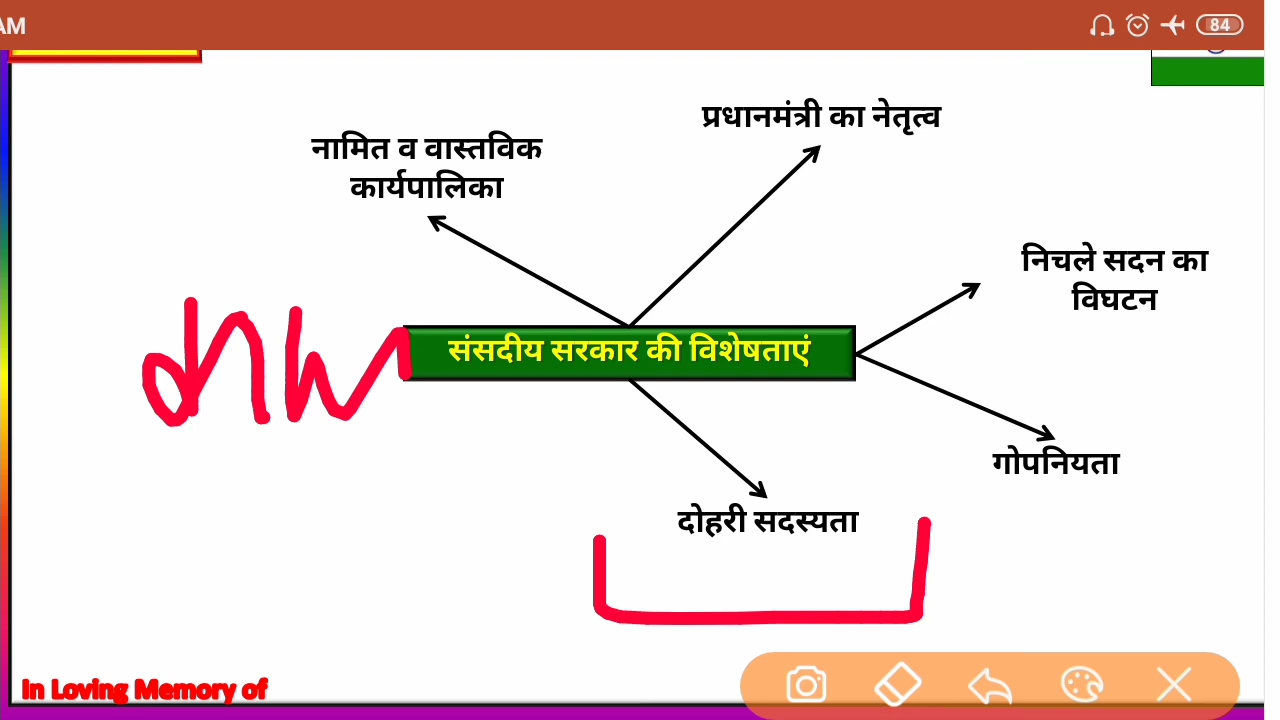 AM
84
प्रधानमंत्री का नेतृत्व
नामित व वास्तविक
कार्यपालिका
निचले सदन का
विघटन
संसदीय सरकार की विशेषताएं
गोपनियता
दोहरी सदस्यता
In Loving Memory of